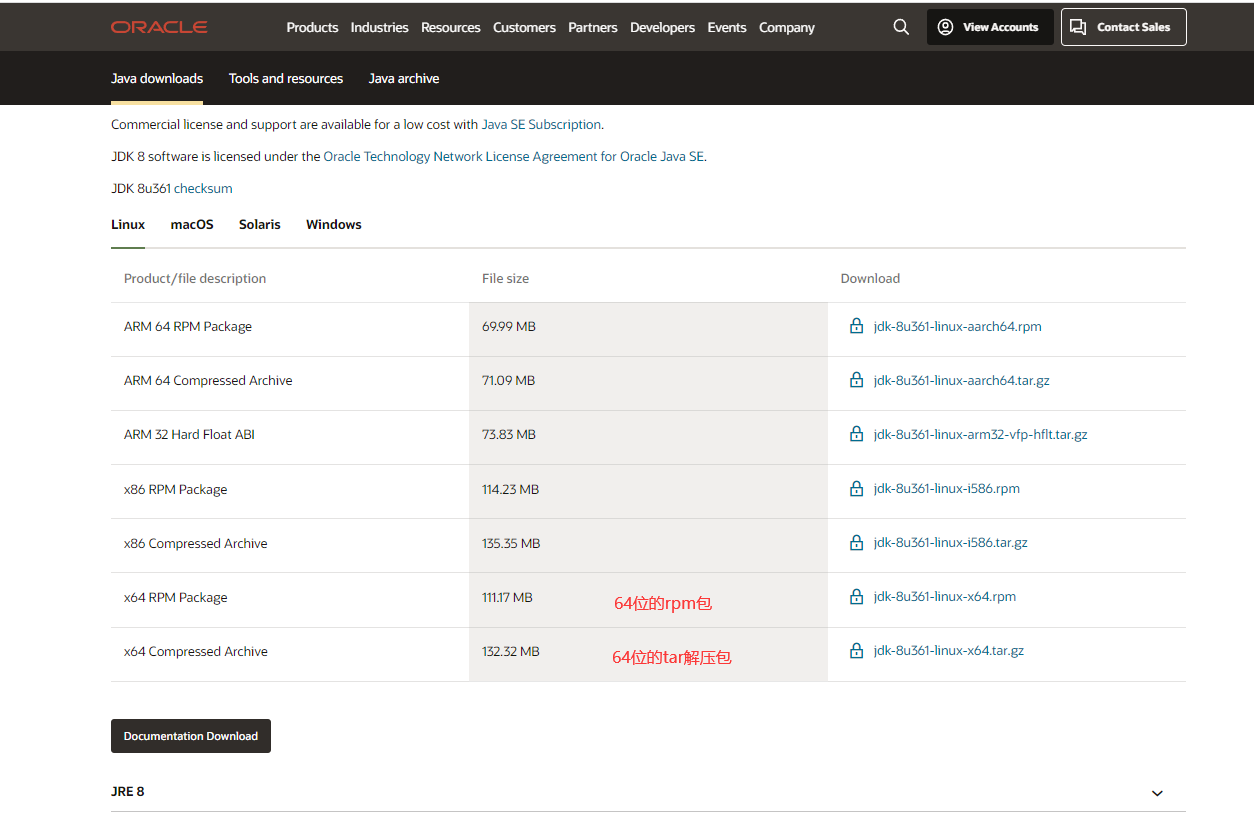 ORACLE Products Industries Resources Customers Partners Developers Events Company View Accounts Contact Sales
Java downloads Tools and resources Java archive
Commercial license and support are available for a low cost with Java SE Subscription.
JDK 8 software is licensed under the Oracle Technology Network License Agreement for Oracle Java SE.
JDK 8u361 checksum
Linux macOS Solaris Windows
Product/file description File size Download
ARM 64 RPM Package 69.99 MB jdk-8u361-linux-aarch64.rpm
ARM 64 Compressed Archive 71.09 MB jdk-8u361-linux-aarch64.tar.gz
ARM 32 Hard Float ABI 73.83 MB jdk-8u361-linux-arm32-vfp-hflt.tar.gz
x86 RPM Package 114.23 MB jdk-8u361-linux-i586.rpm
x86 Compressed Archive 135.35 MB jdk-8u361-linux-i586.tar.gz
x64 RPM Package 111.17 MB 64位的rpm包 jdk-8u361-linux-x64.rpm
x64 Compressed Archive 132.32 MB 64位的tar解压包 jdk-8u361-linux-x64.tar.gz
Documentation Download
JRE 8